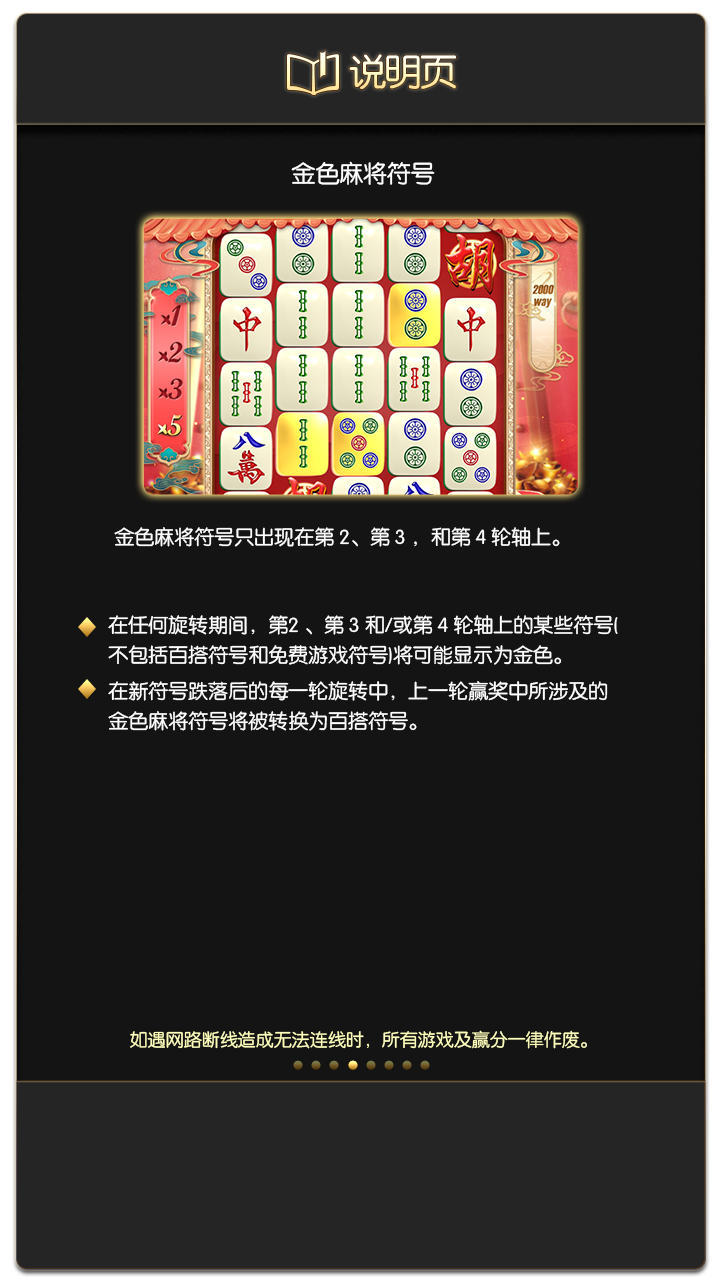 说明页
金色麻将符号
胡
2000
way
x1
中
中
x2
x3
x5
八
萬
金色麻将符号只出现在第 2、第 3 ，和第 4 轮轴上。
在任何旋转期间，第2 、第 3 和/或第 4 轮轴上的某些符号(
不包括百搭符号和免费游戏符号)将可能显示为金色。
在新符号跌落后的每一轮旋转中，上一轮赢奖中所涉及的
金色麻将符号将被转换为百搭符号。
如遇网路断线造成无法连线时，所有游戏及赢分一律作废。